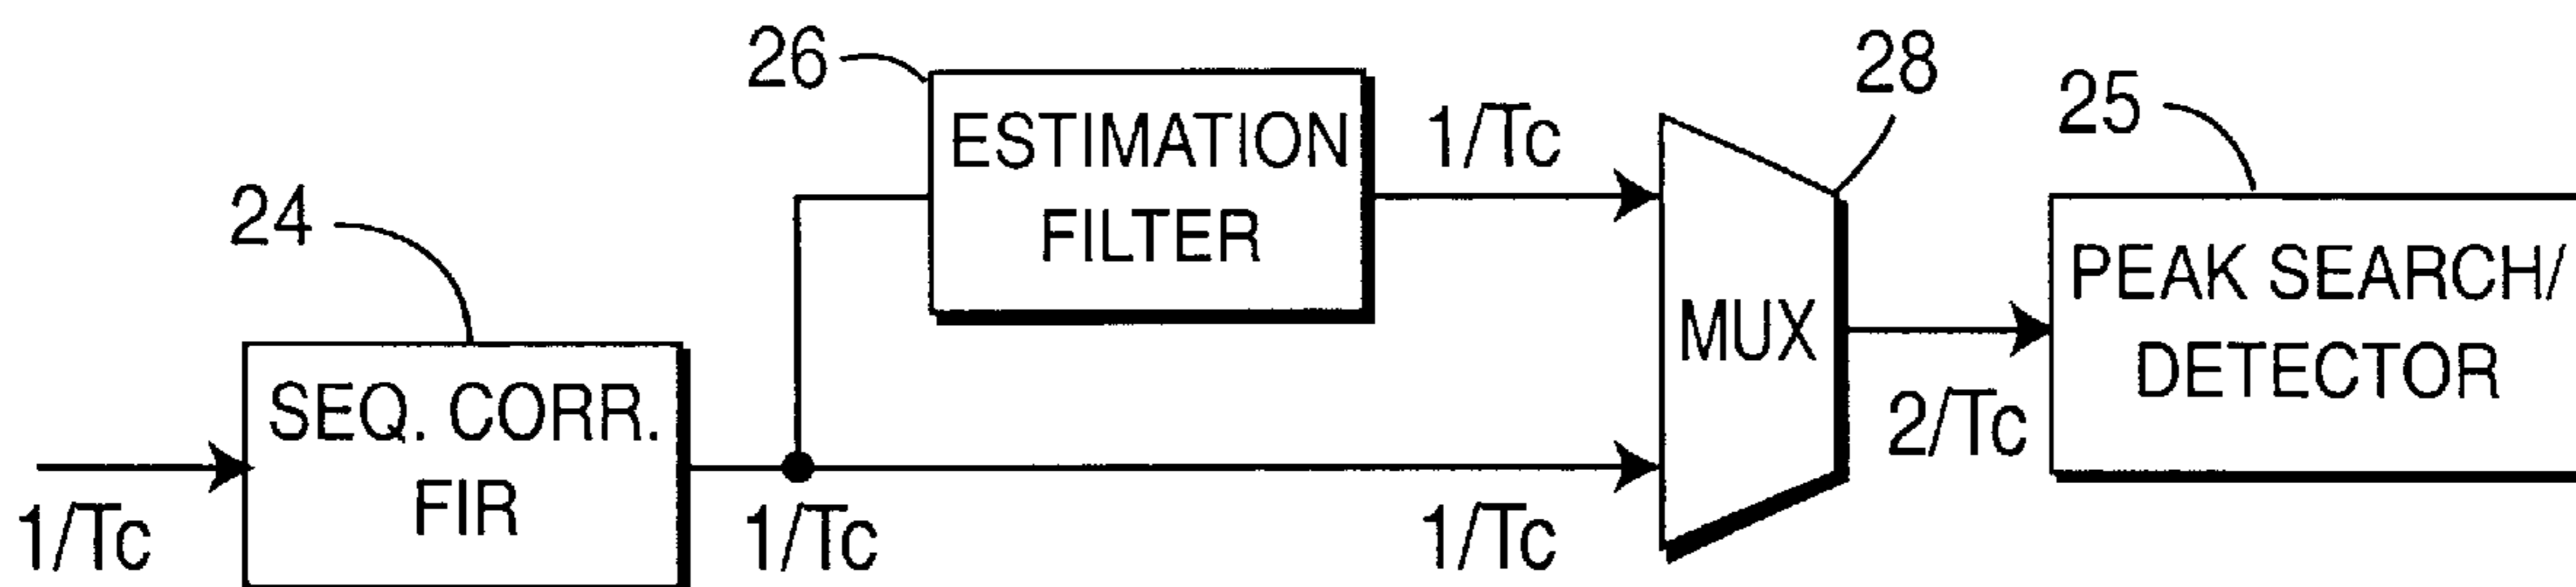 26
28
ESTIMATION
FILTER
1/Tc
25
24
SEQ. CORR.
FIR
MUX
PEAK SEARCH/
DETECTOR
2/Tc
1/Tc
1/Tc
1/Tc